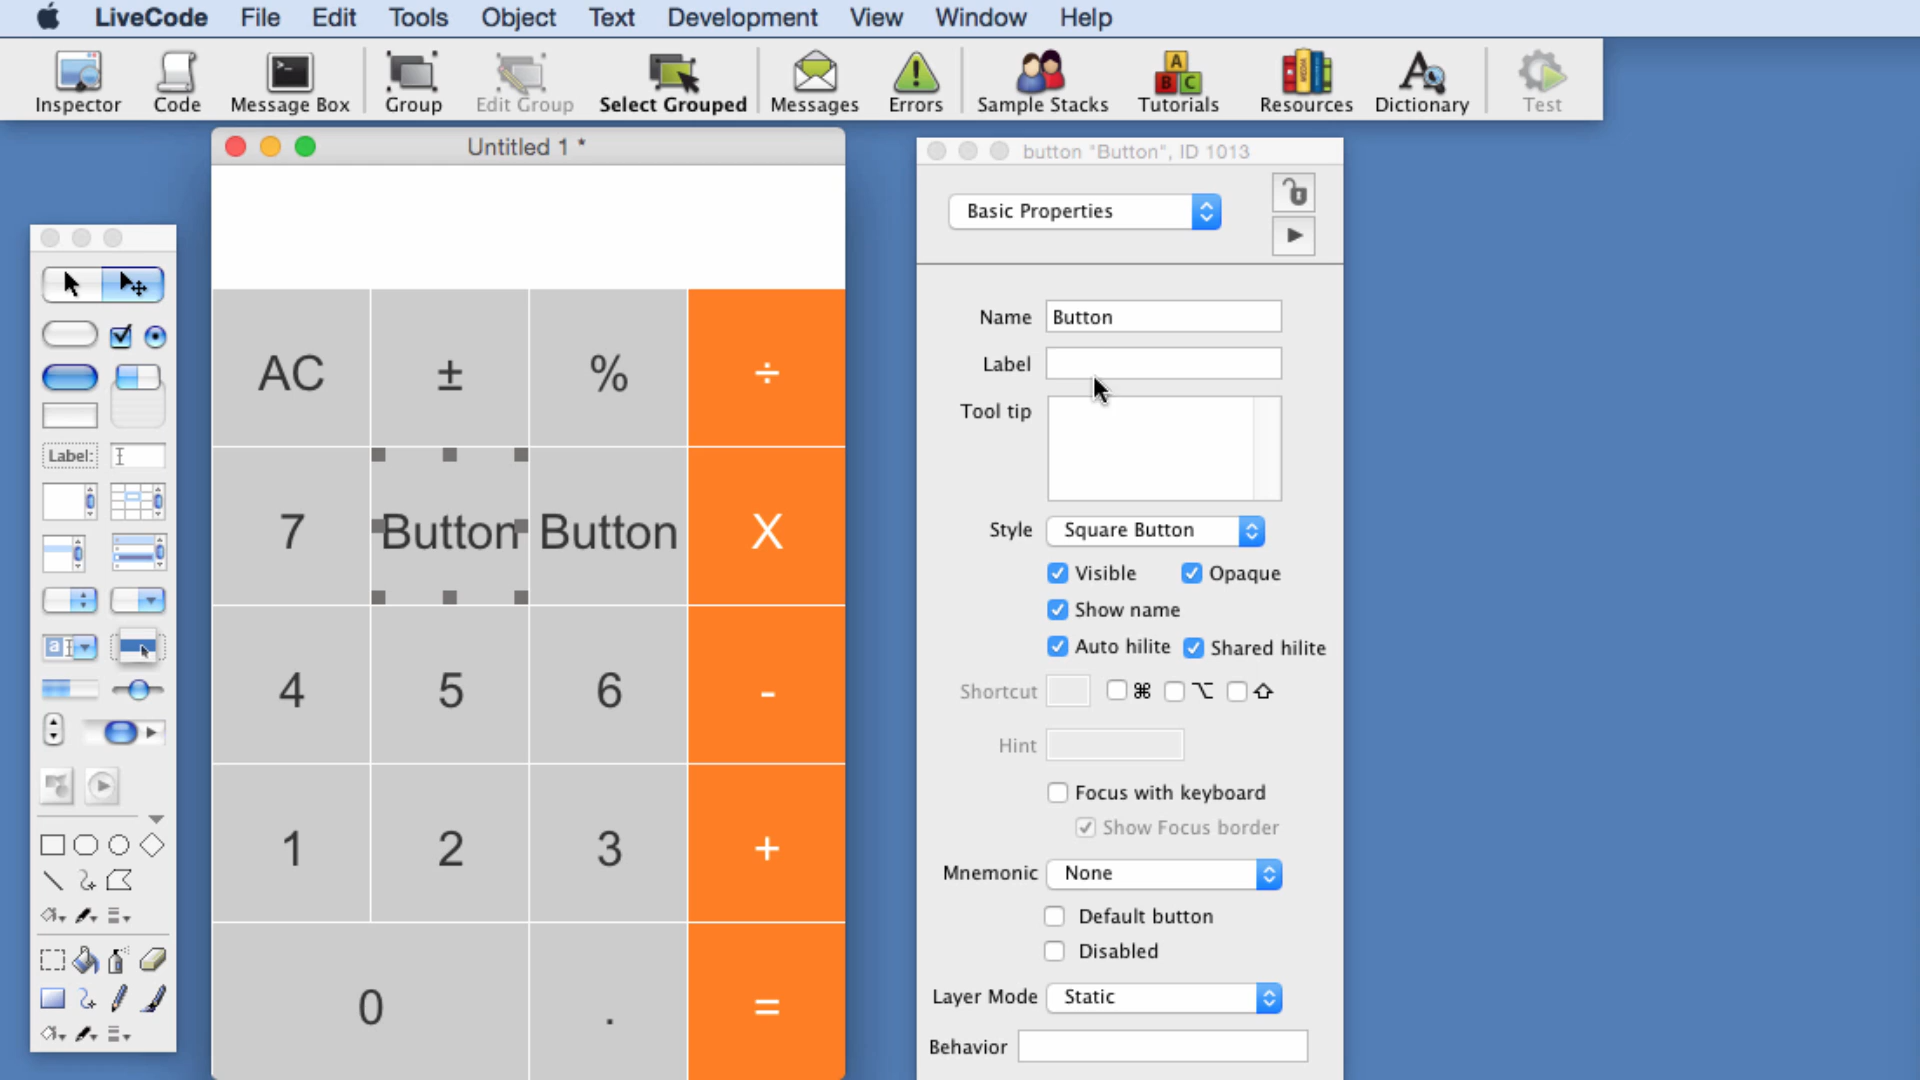 LiveCode File Edit Tools Object Text Development View Window Help
Inspector Code Message Box Group Edit Group Select Grouped Messages Errors Sample Stacks Tutorials Resources Dictionary Test
Untitled 1 *
button "Button", ID 1013
Basic Properties
Label:
AC ± % ÷
7 Button Button X
4 5 6 -
1 2 3 +
0 . =
Name Button
Label
Tool tip
Style Square Button
Visible Opaque
Show name
Auto hilite Shared hilite
Shortcut ⌘ ⌥ ⇧
Hint
Focus with keyboard
Show Focus border
Mnemonic None
Default button
Disabled
Layer Mode Static
Behavior